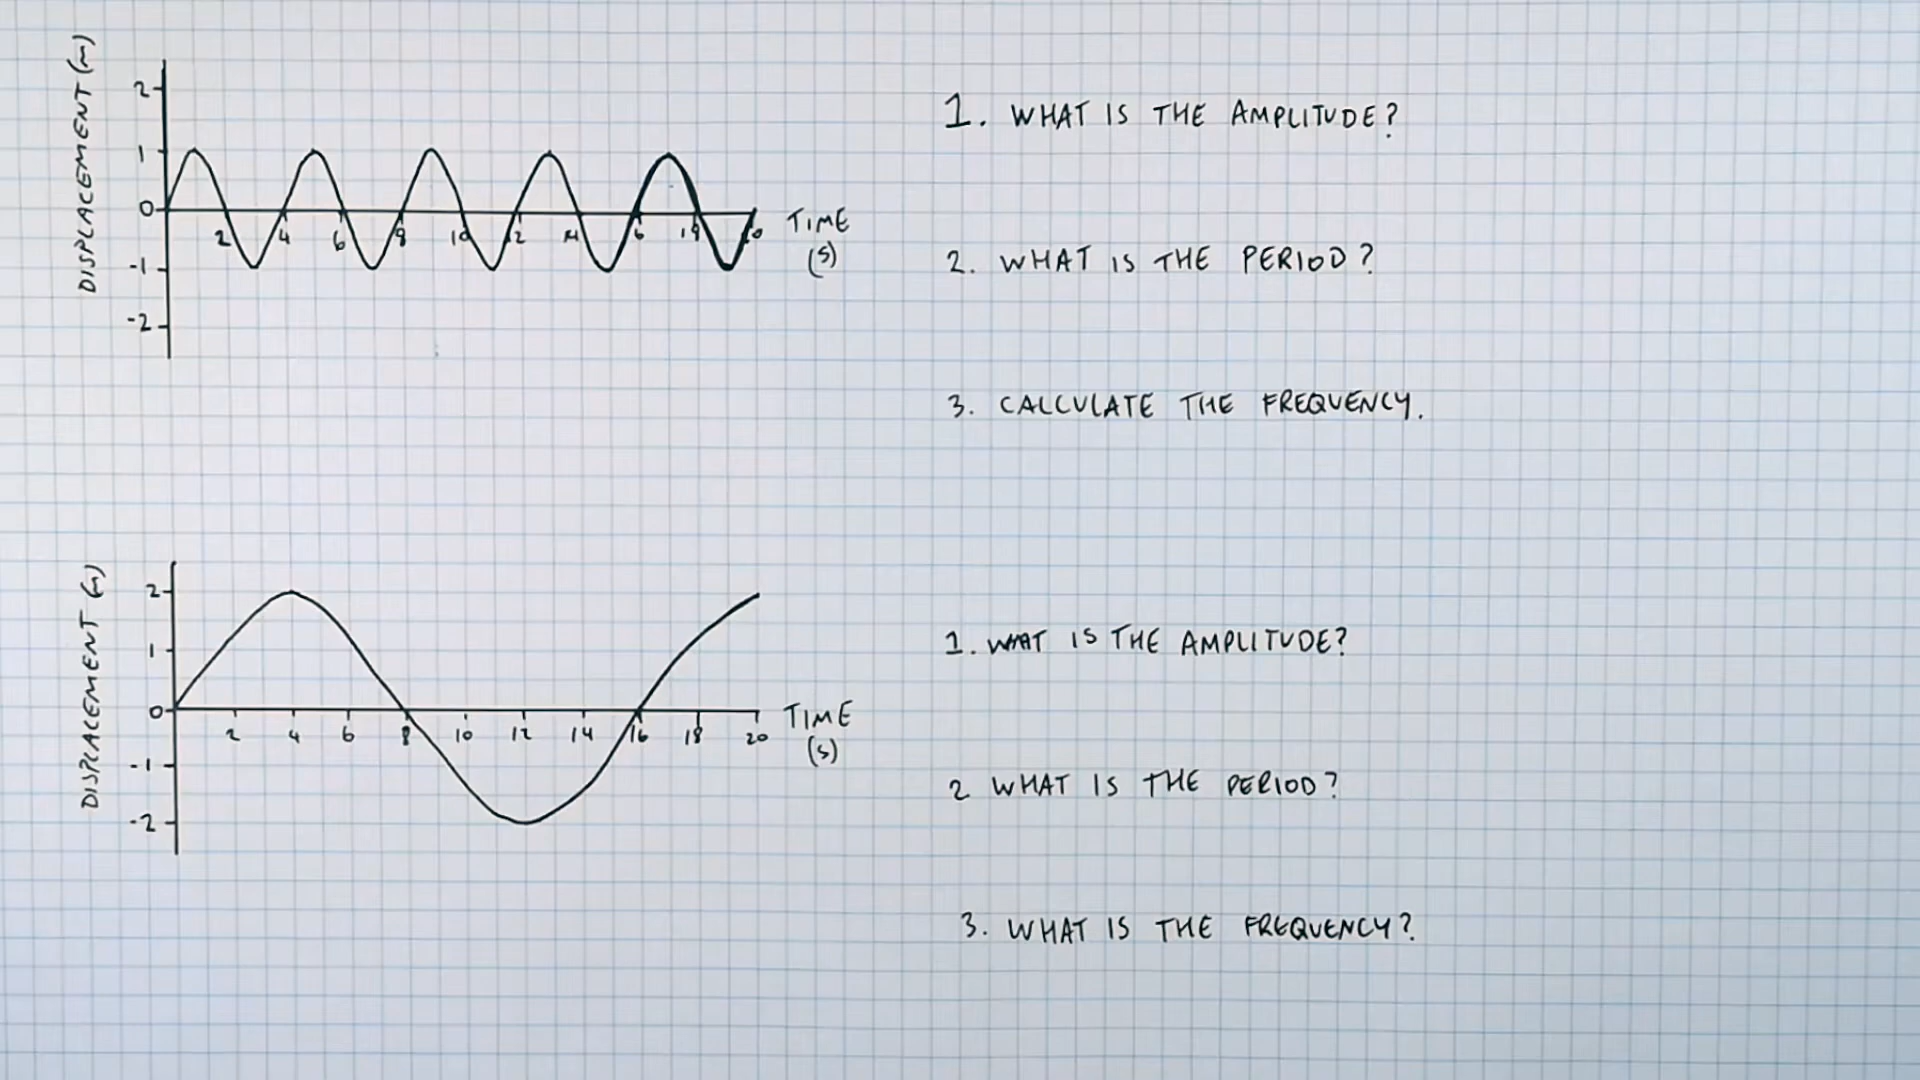 DISPLACEMENT (m)
2
1
0
-1
-2
2 4 6 8 10 12 14 16 18 20
TIME
(s)
1. WHAT IS THE AMPLITUDE?
2. WHAT IS THE PERIOD?
3. CALCULATE THE FREQUENCY.
DISPLACEMENT (m)
2
1
0
-1
-2
2 4 6 8 10 12 14 16 18 20
TIME
(s)
1. WHAT IS THE AMPLITUDE?
2 WHAT IS THE PERIOD?
3. WHAT IS THE FREQUENCY?